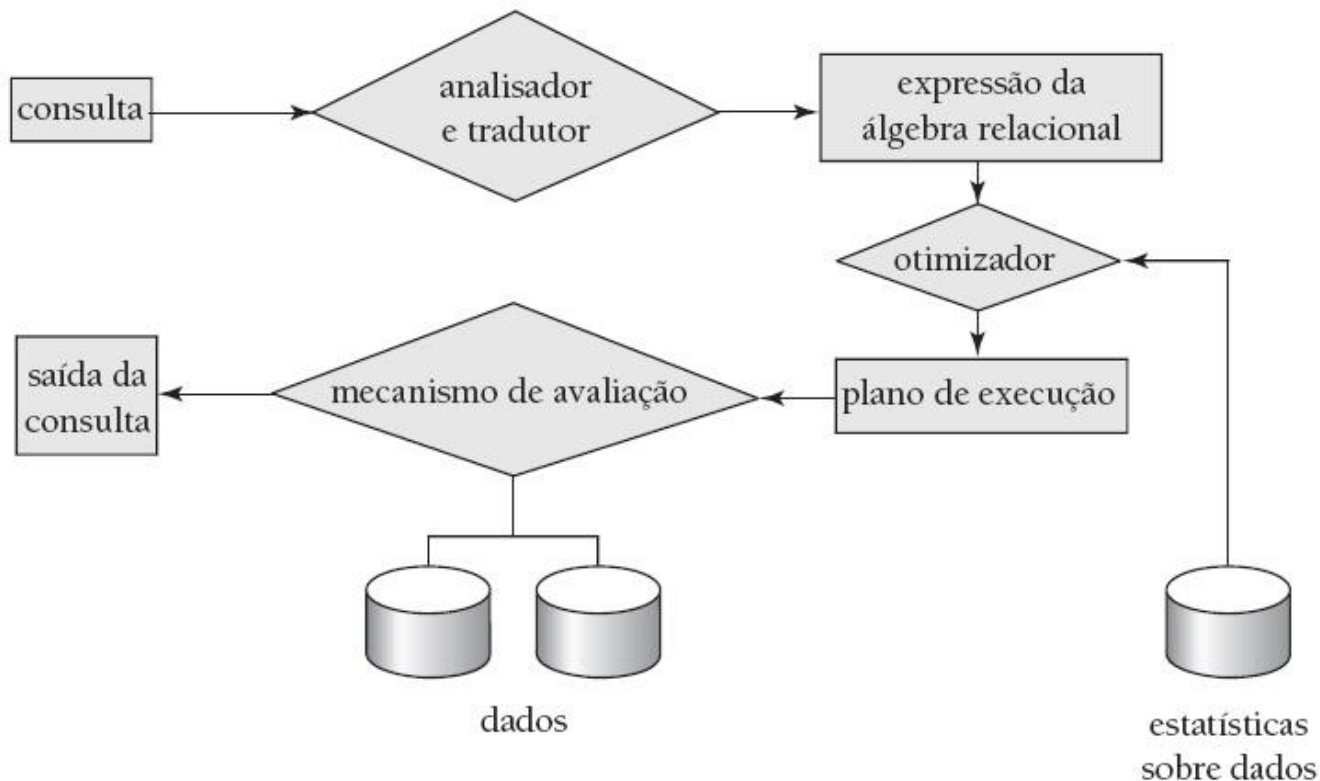 consulta
analisador
e tradutor
expressão da
álgebra relacional
otimizador
saída da
consulta
mecanismo de avaliação
plano de execução
dados
estatísticas
sobre dados